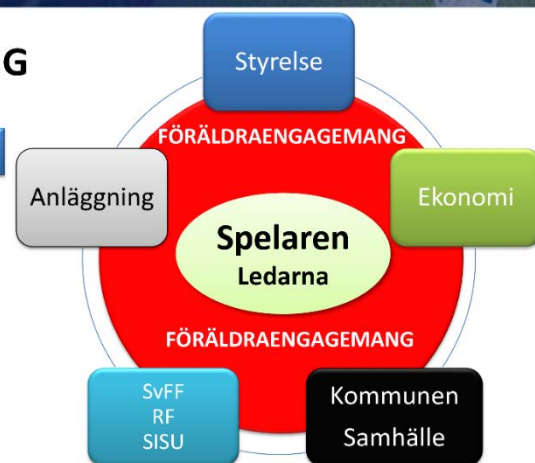 G
Styrelse
FÖRÄLDRAENGAGEMANG
Anläggning
Ekonomi
Spelaren
Ledarna
FÖRÄLDRAENGAGEMANG
SvFF
RF
SISU
Kommunen
Samhälle